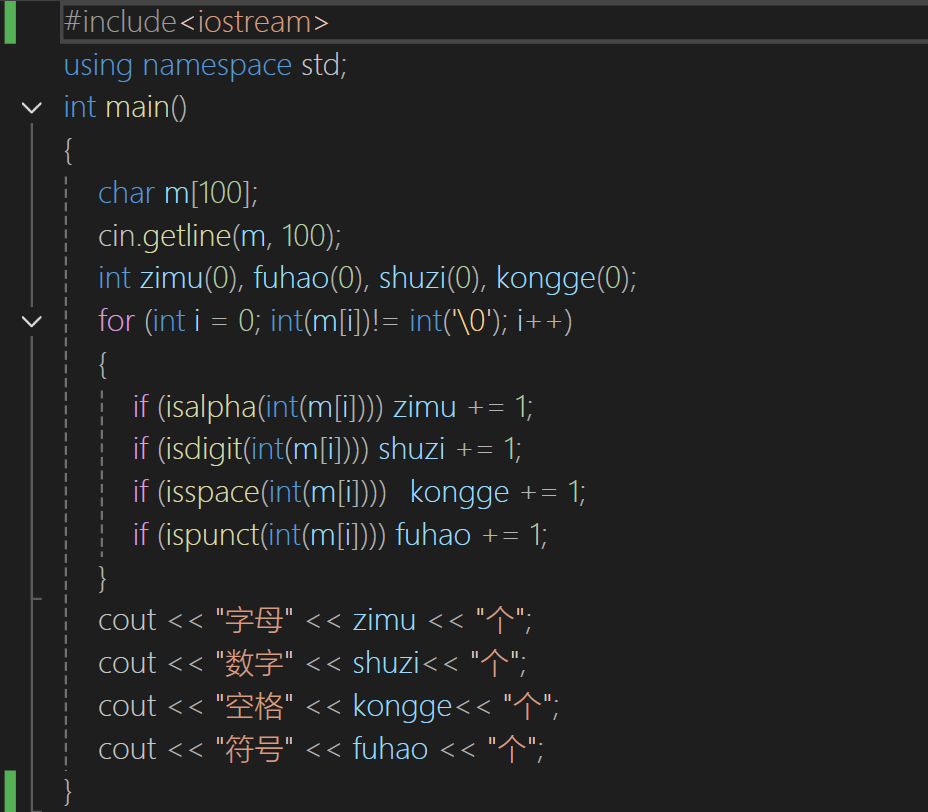 #include<iostream>
using namespace std;
int main()
{
char m[100];
cin.getline(m, 100);
int zimu(0), fuhao(0), shuzi(0), kongge(0);
for (int i = 0; int(m[i])!= int('\0'); i++)
{
if (isalpha(int(m[i]))) zimu += 1;
if (isdigit(int(m[i]))) shuzi += 1;
if (isspace(int(m[i])))  kongge += 1;
if (ispunct(int(m[i]))) fuhao += 1;
}
cout << "字母" << zimu << "个";
cout << "数字" << shuzi<< "个";
cout << "空格" << kongge<< "个";
cout << "符号" << fuhao << "个";
}